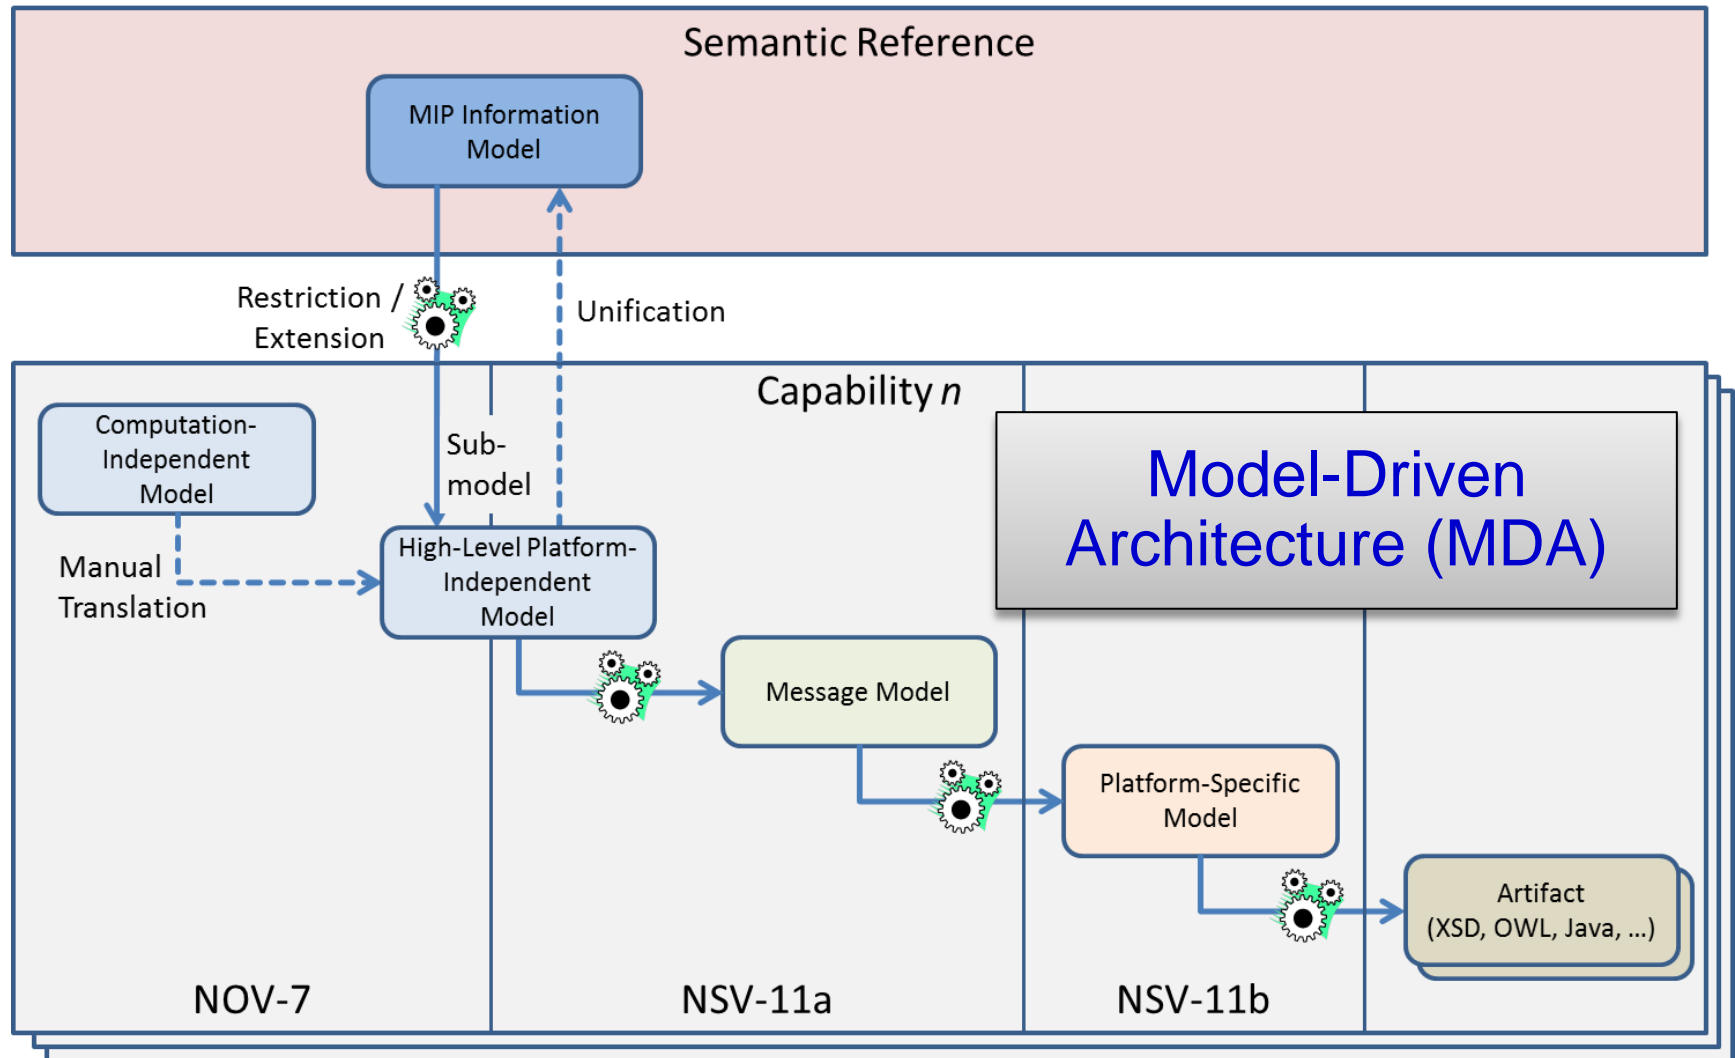 Semantic Reference
MIP Information
Model
Restriction /
Extension
Unification
Capability n
Computation-
Independent
Model
Sub-
model
Model-Driven
Architecture (MDA)
High-Level Platform-
Independent
Model
Manual
Translation
Message Model
Platform-Specific
Model
Artifact
(XSD, OWL, Java, ...)
NOV-7
NSV-11a
NSV-11b